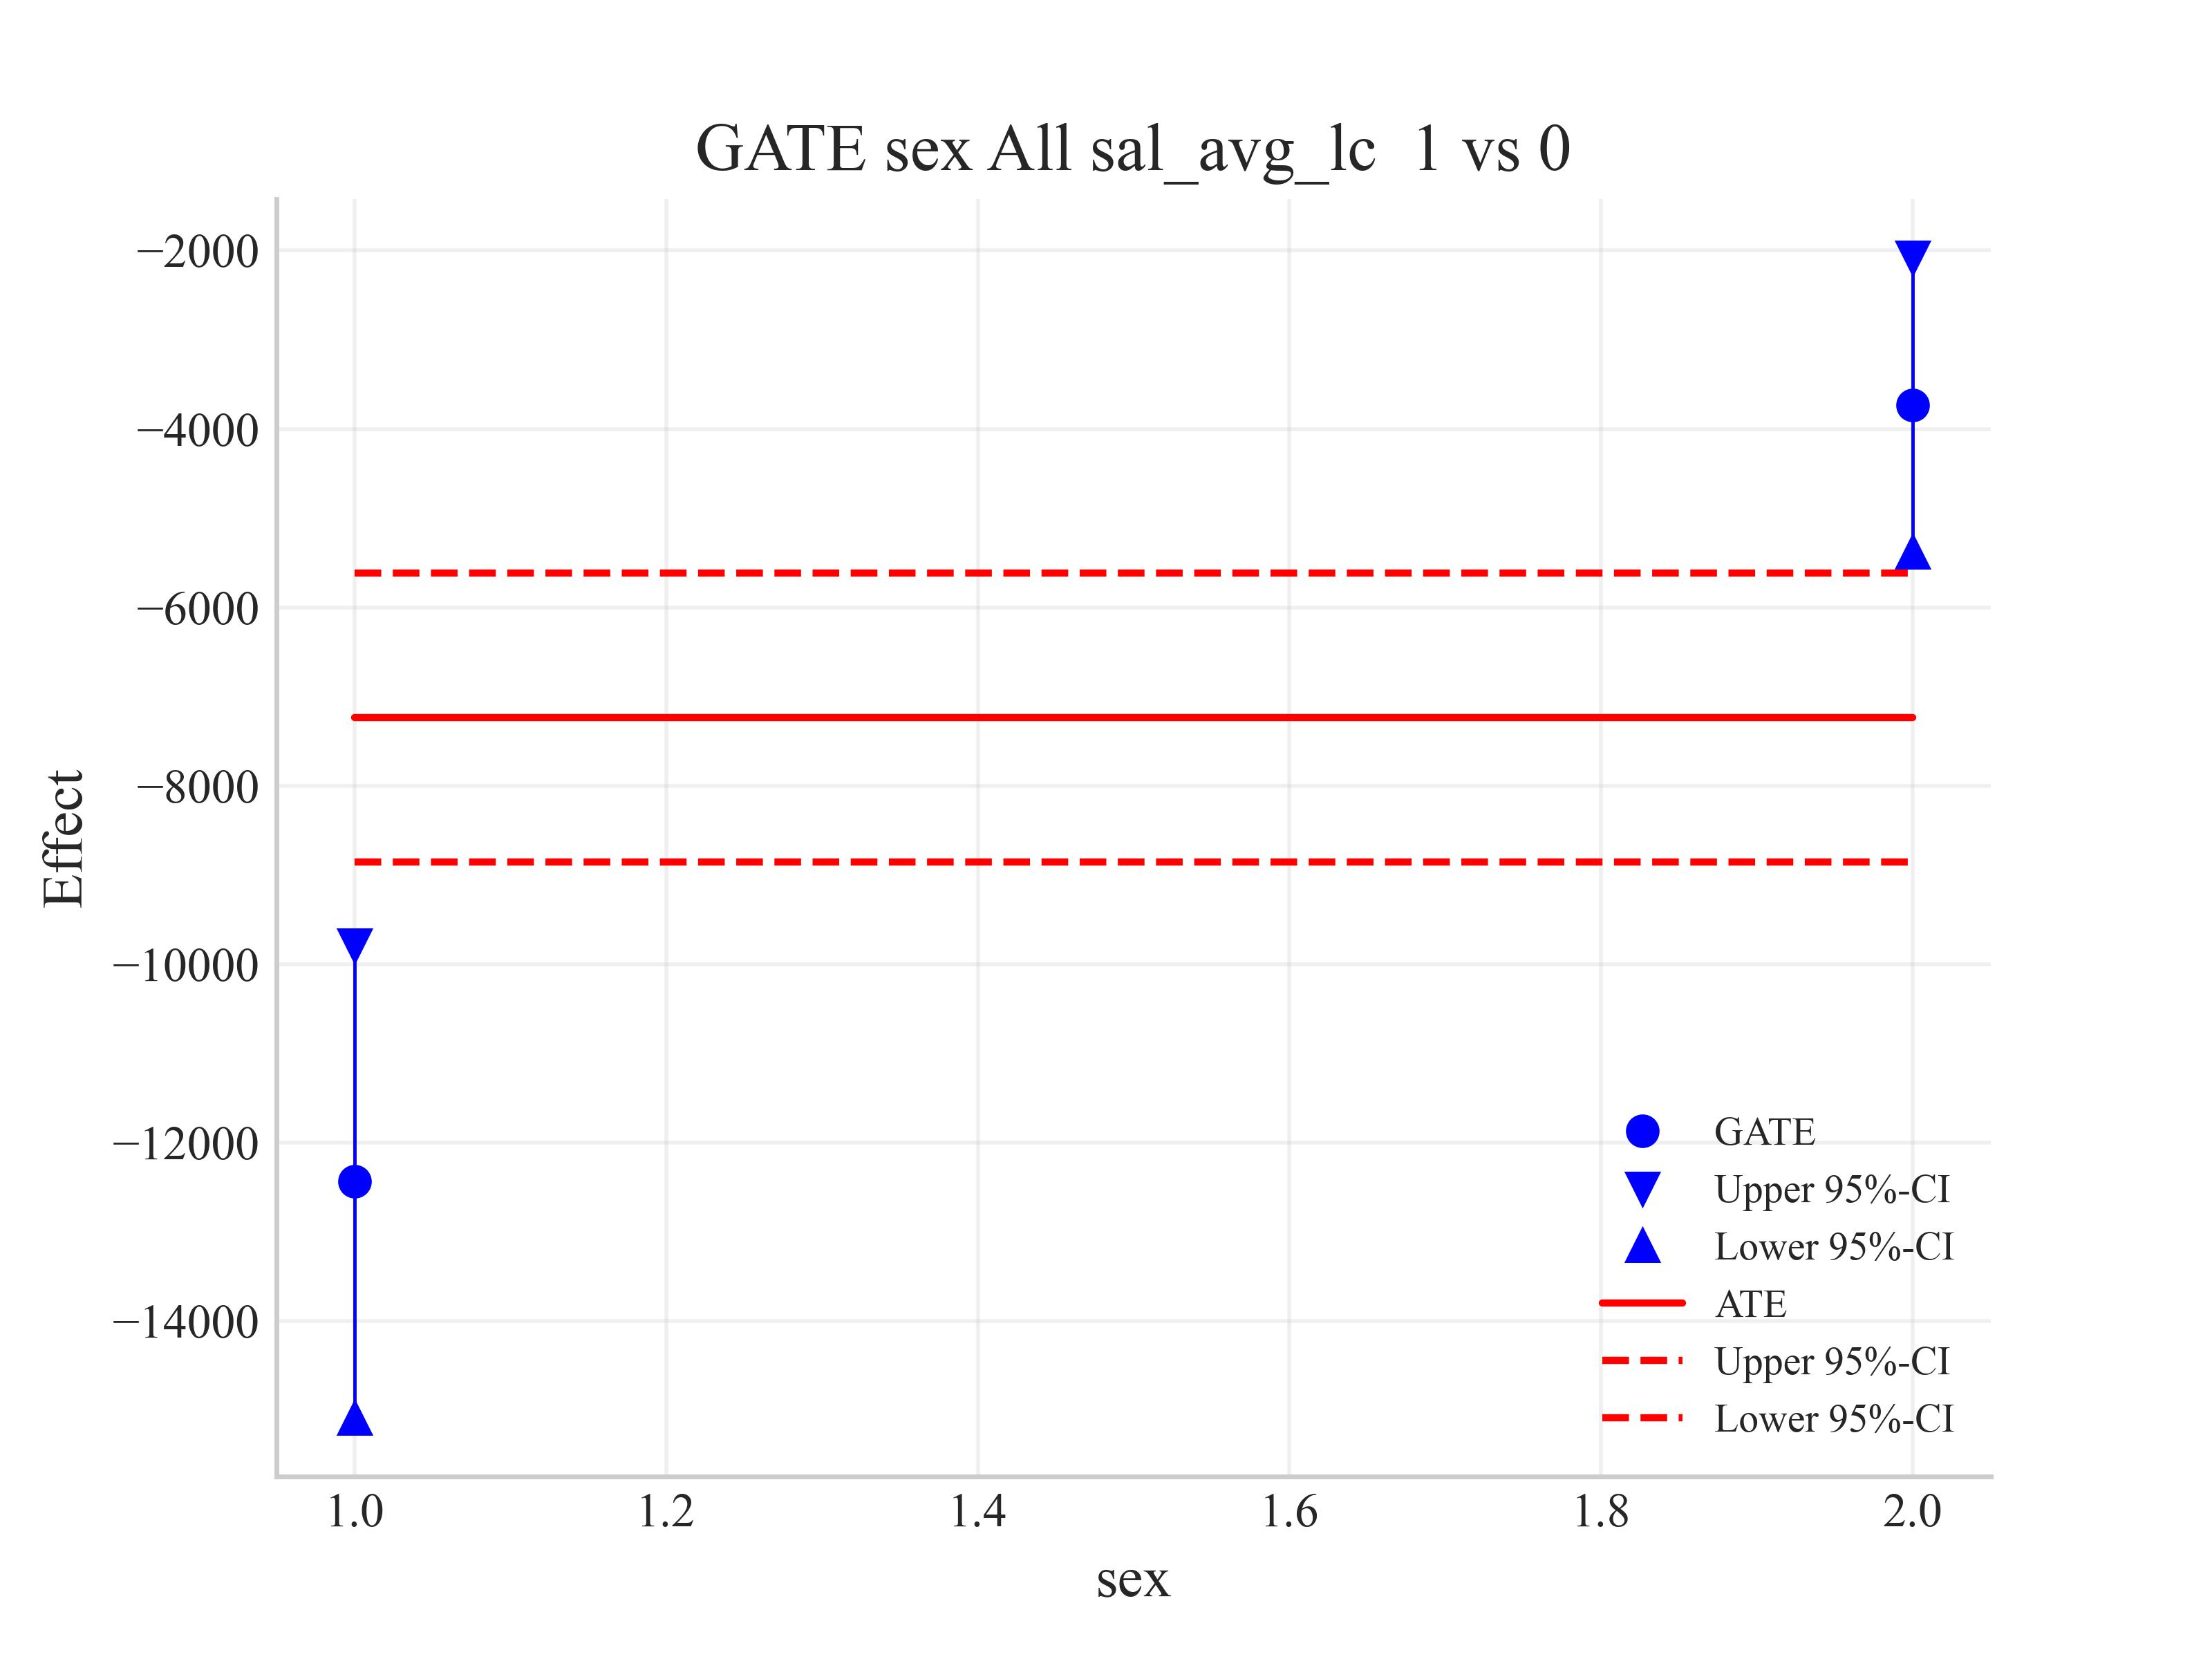 GATE sex All sal_avg_lc  1 vs 0
Effect
−2000
−4000
−6000
−8000
−10000
−12000
−14000
GATE
Upper 95%-CI
Lower 95%-CI
ATE
Upper 95%-CI
Lower 95%-CI
1.0 1.2 1.4 1.6 1.8 2.0
sex